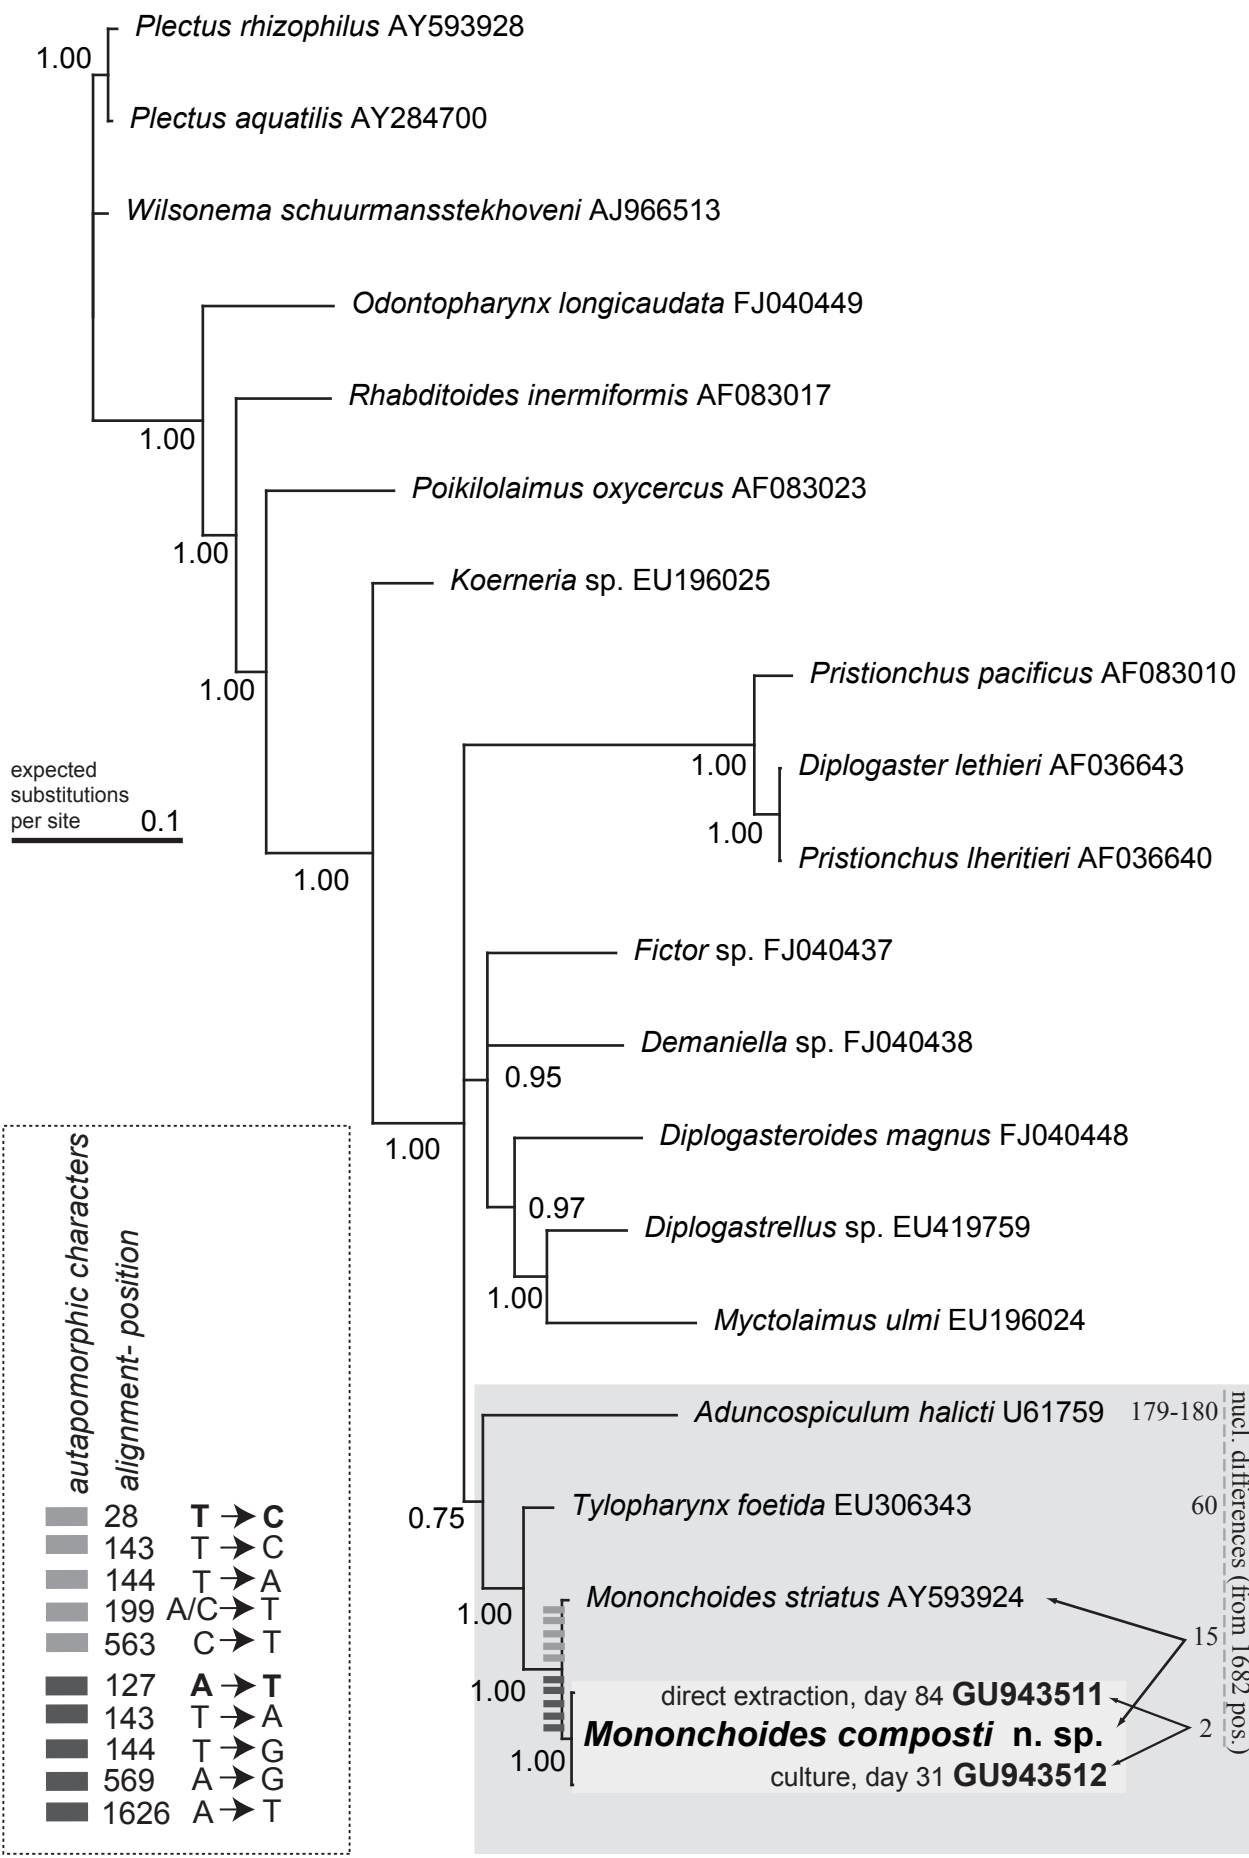 Plectus rhizophilus AY593928
1.00
Plectus aquatilis AY284700
Wilsonema schuurmansstekhoveni AJ966513
Odontopharynx longicaudata FJ040449
Rhabditoides inermiformis AF083017
1.00
Poikilolaimus oxycercus AF083023
1.00
Koerneria sp. EU196025
Pristionchus pacificus AF083010
1.00
expected
substitutions
per site 0.1
1.00
Diplogaster lethieri AF036643
1.00
Pristionchus lheritieri AF036640
1.00
Fictor sp. FJ040437
Demaniella sp. FJ040438
0.95
Diplogasteroides magnus FJ040448
1.00
0.97
Diplogastrellus sp. EU419759
1.00
Myctolaimus ulmi EU196024
Aduncospiculum halicti U61759 179-180
0.75
Tylopharynx foetida EU306343 60
Mononchoides striatus AY593924
1.00
15
1.00
direct extraction, day 84 GU943511
Mononchoides composti n. sp. 2
1.00
culture, day 31 GU943512
nucl. differences (from 1682 pos.)
autapomorphic characters
alignment- position
28 T → C
143 T → C
144 T → A
199 A/C → T
563 C → T
127 A → T
143 T → A
144 T → G
569 A → G
1626 A → T